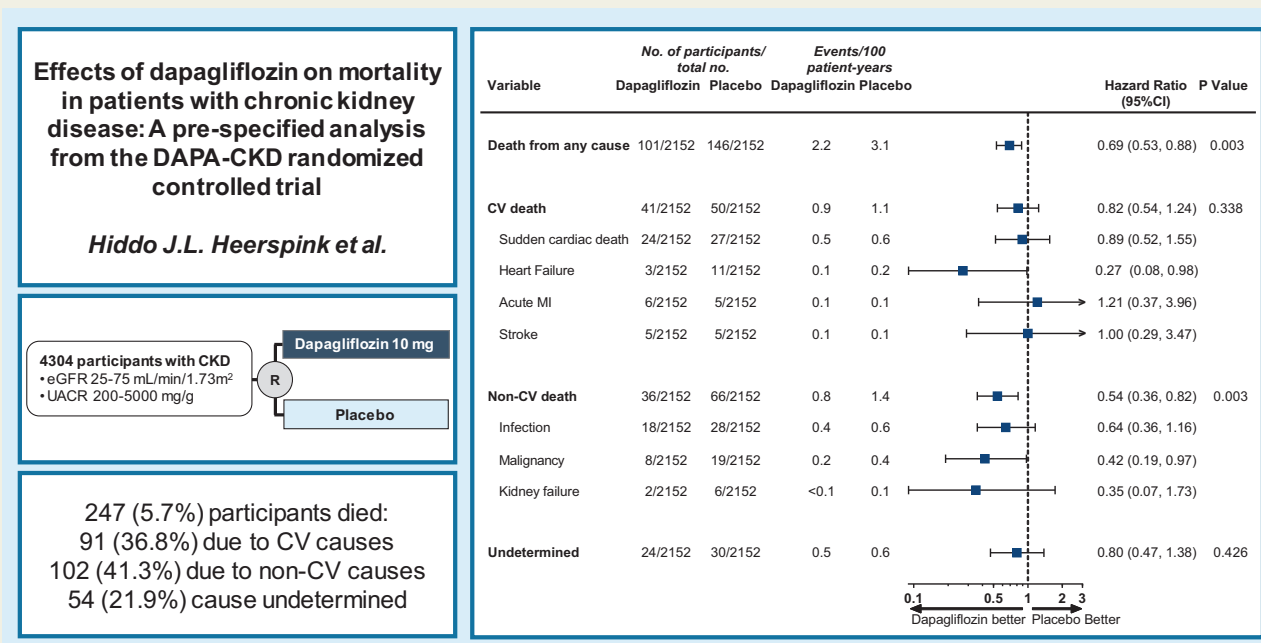 Effects of dapagliflozin on mortality
in patients with chronic kidney
disease: A pre-specified analysis
from the DAPA-CKD randomized
controlled trial
Hiddo J.L. Heerspink et al.
4304 participants with CKD
• eGFR 25-75 mL/min/1.73m²
• UACR 200-5000 mg/g
R
Dapagliflozin 10 mg
Placebo
247 (5.7%) participants died:
91 (36.8%) due to CV causes
102 (41.3%) due to non-CV causes
54 (21.9%) cause undetermined
No. of participants/ Events/100
total no. patient-years
Variable Dapagliflozin Placebo Dapagliflozin Placebo Hazard Ratio P Value
(95%CI)
Death from any cause 101/2152 146/2152 2.2 3.1 0.69 (0.53, 0.88) 0.003
CV death 41/2152 50/2152 0.9 1.1 0.82 (0.54, 1.24) 0.338
Sudden cardiac death 24/2152 27/2152 0.5 0.6 0.89 (0.52, 1.55)
Heart Failure 3/2152 11/2152 0.1 0.2 0.27 (0.08, 0.98)
Acute MI 6/2152 5/2152 0.1 0.1 1.21 (0.37, 3.96)
Stroke 5/2152 5/2152 0.1 0.1 1.00 (0.29, 3.47)
Non-CV death 36/2152 66/2152 0.8 1.4 0.54 (0.36, 0.82) 0.003
Infection 18/2152 28/2152 0.4 0.6 0.64 (0.36, 1.16)
Malignancy 8/2152 19/2152 0.2 0.4 0.42 (0.19, 0.97)
Kidney failure 2/2152 6/2152 <0.1 0.1 0.35 (0.07, 1.73)
Undetermined 24/2152 30/2152 0.5 0.6 0.80 (0.47, 1.38) 0.426
0.1 0.5 1 2 3
Dapagliflozin better Placebo Better